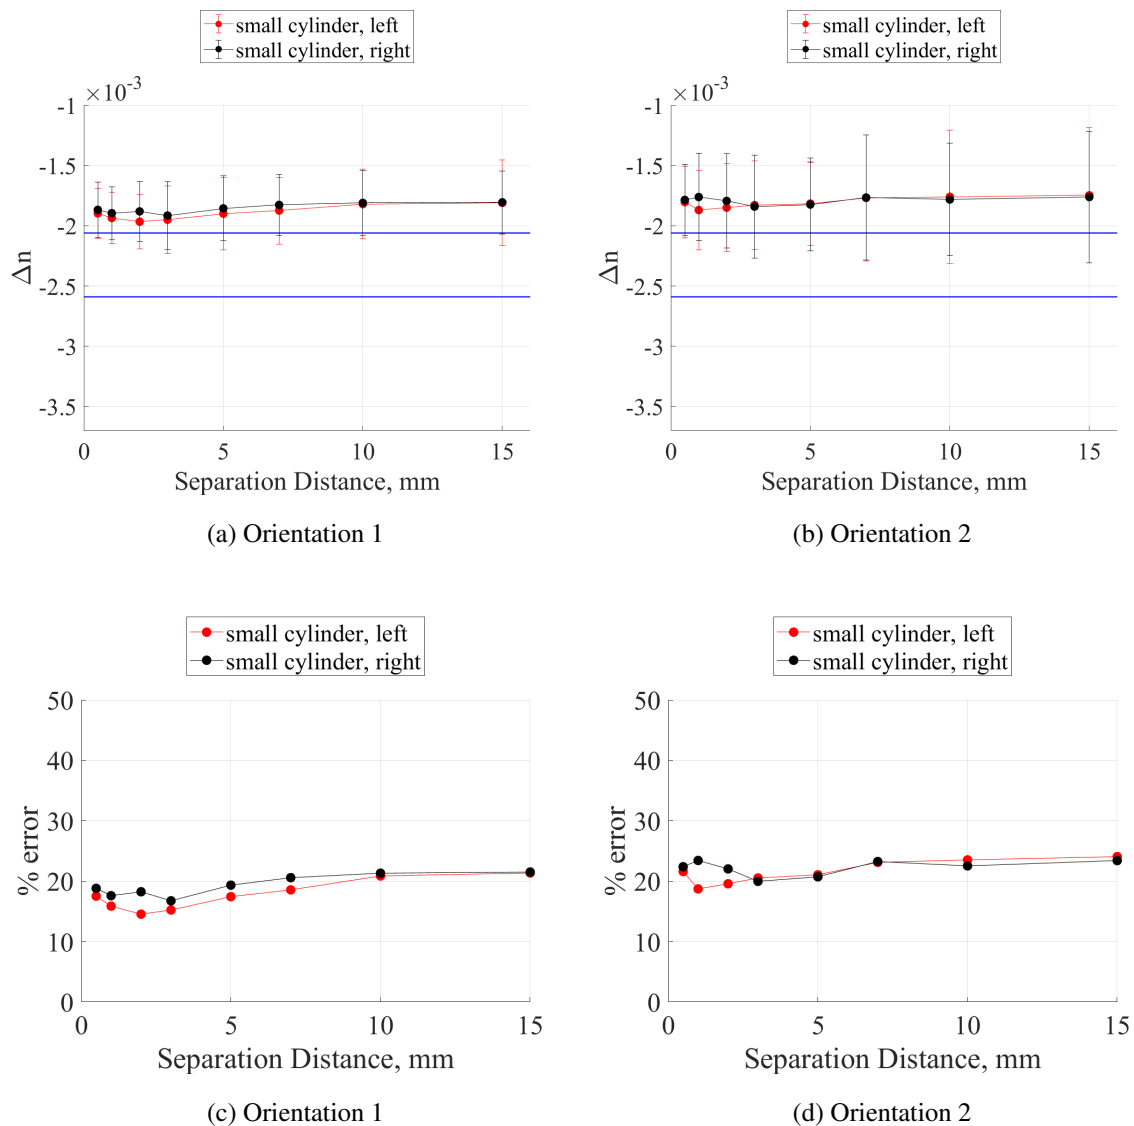 small cylinder, left
small cylinder, right
×10-3
-1
-1.5
-2
-2.5
-3
-3.5
Δn
0
5
10
15
Separation Distance, mm
(a) Orientation 1
small cylinder, left
small cylinder, right
×10-3
-1
-1.5
-2
-2.5
-3
-3.5
Δn
0
5
10
15
Separation Distance, mm
(b) Orientation 2
small cylinder, left
small cylinder, right
50
40
30
20
10
0
% error
0
5
10
15
Separation Distance, mm
(c) Orientation 1
small cylinder, left
small cylinder, right
50
40
30
20
10
0
% error
0
5
10
15
Separation Distance, mm
(d) Orientation 2